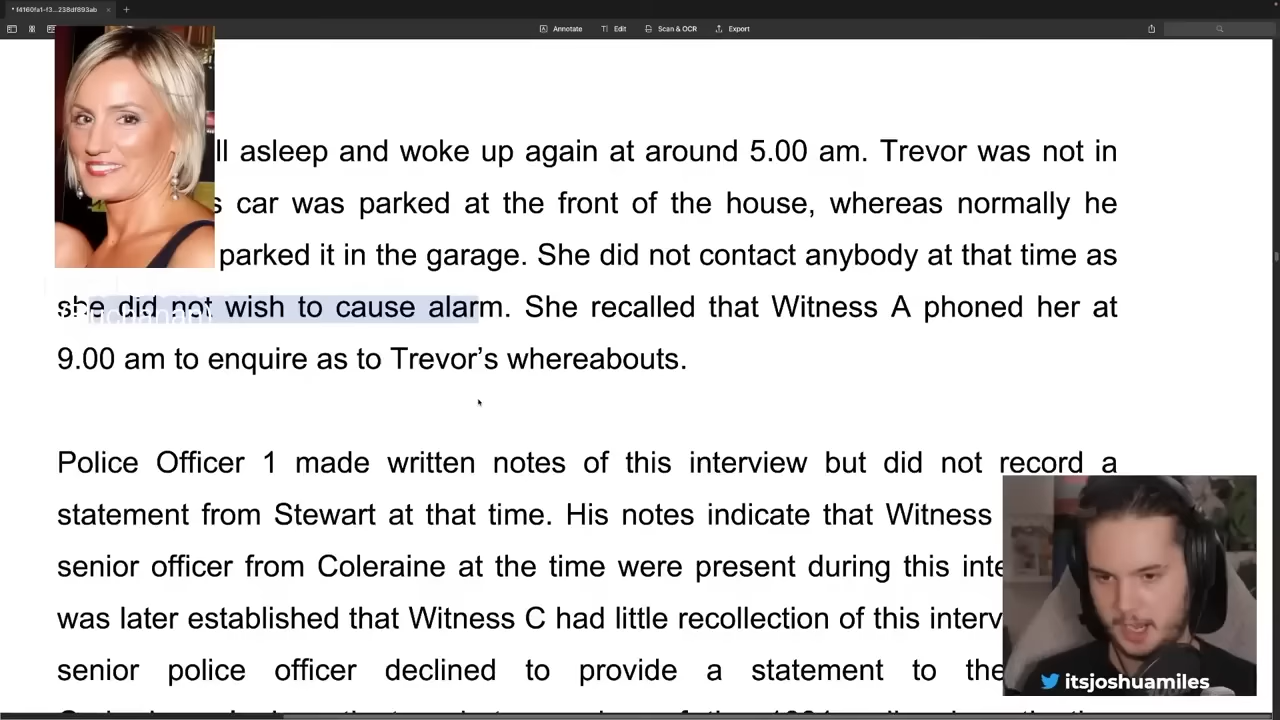 f4160fa1-f3...238df893ab
Annotate
Edit
Scan & OCR
Export
ll asleep and woke up again at around 5.00 am. Trevor was not in
s car was parked at the front of the house, whereas normally he
parked it in the garage. She did not contact anybody at that time as
she did not wish to cause alarm. She recalled that Witness A phoned her at
(Buchanan)
9.00 am to enquire as to Trevor’s whereabouts.
Police Officer 1 made written notes of this interview but did not record a
statement from Stewart at that time. His notes indicate that Witness
senior officer from Coleraine at the time were present during this inte
was later established that Witness C had little recollection of this interv
senior police officer declined to provide a statement to the
itsjoshuamiles